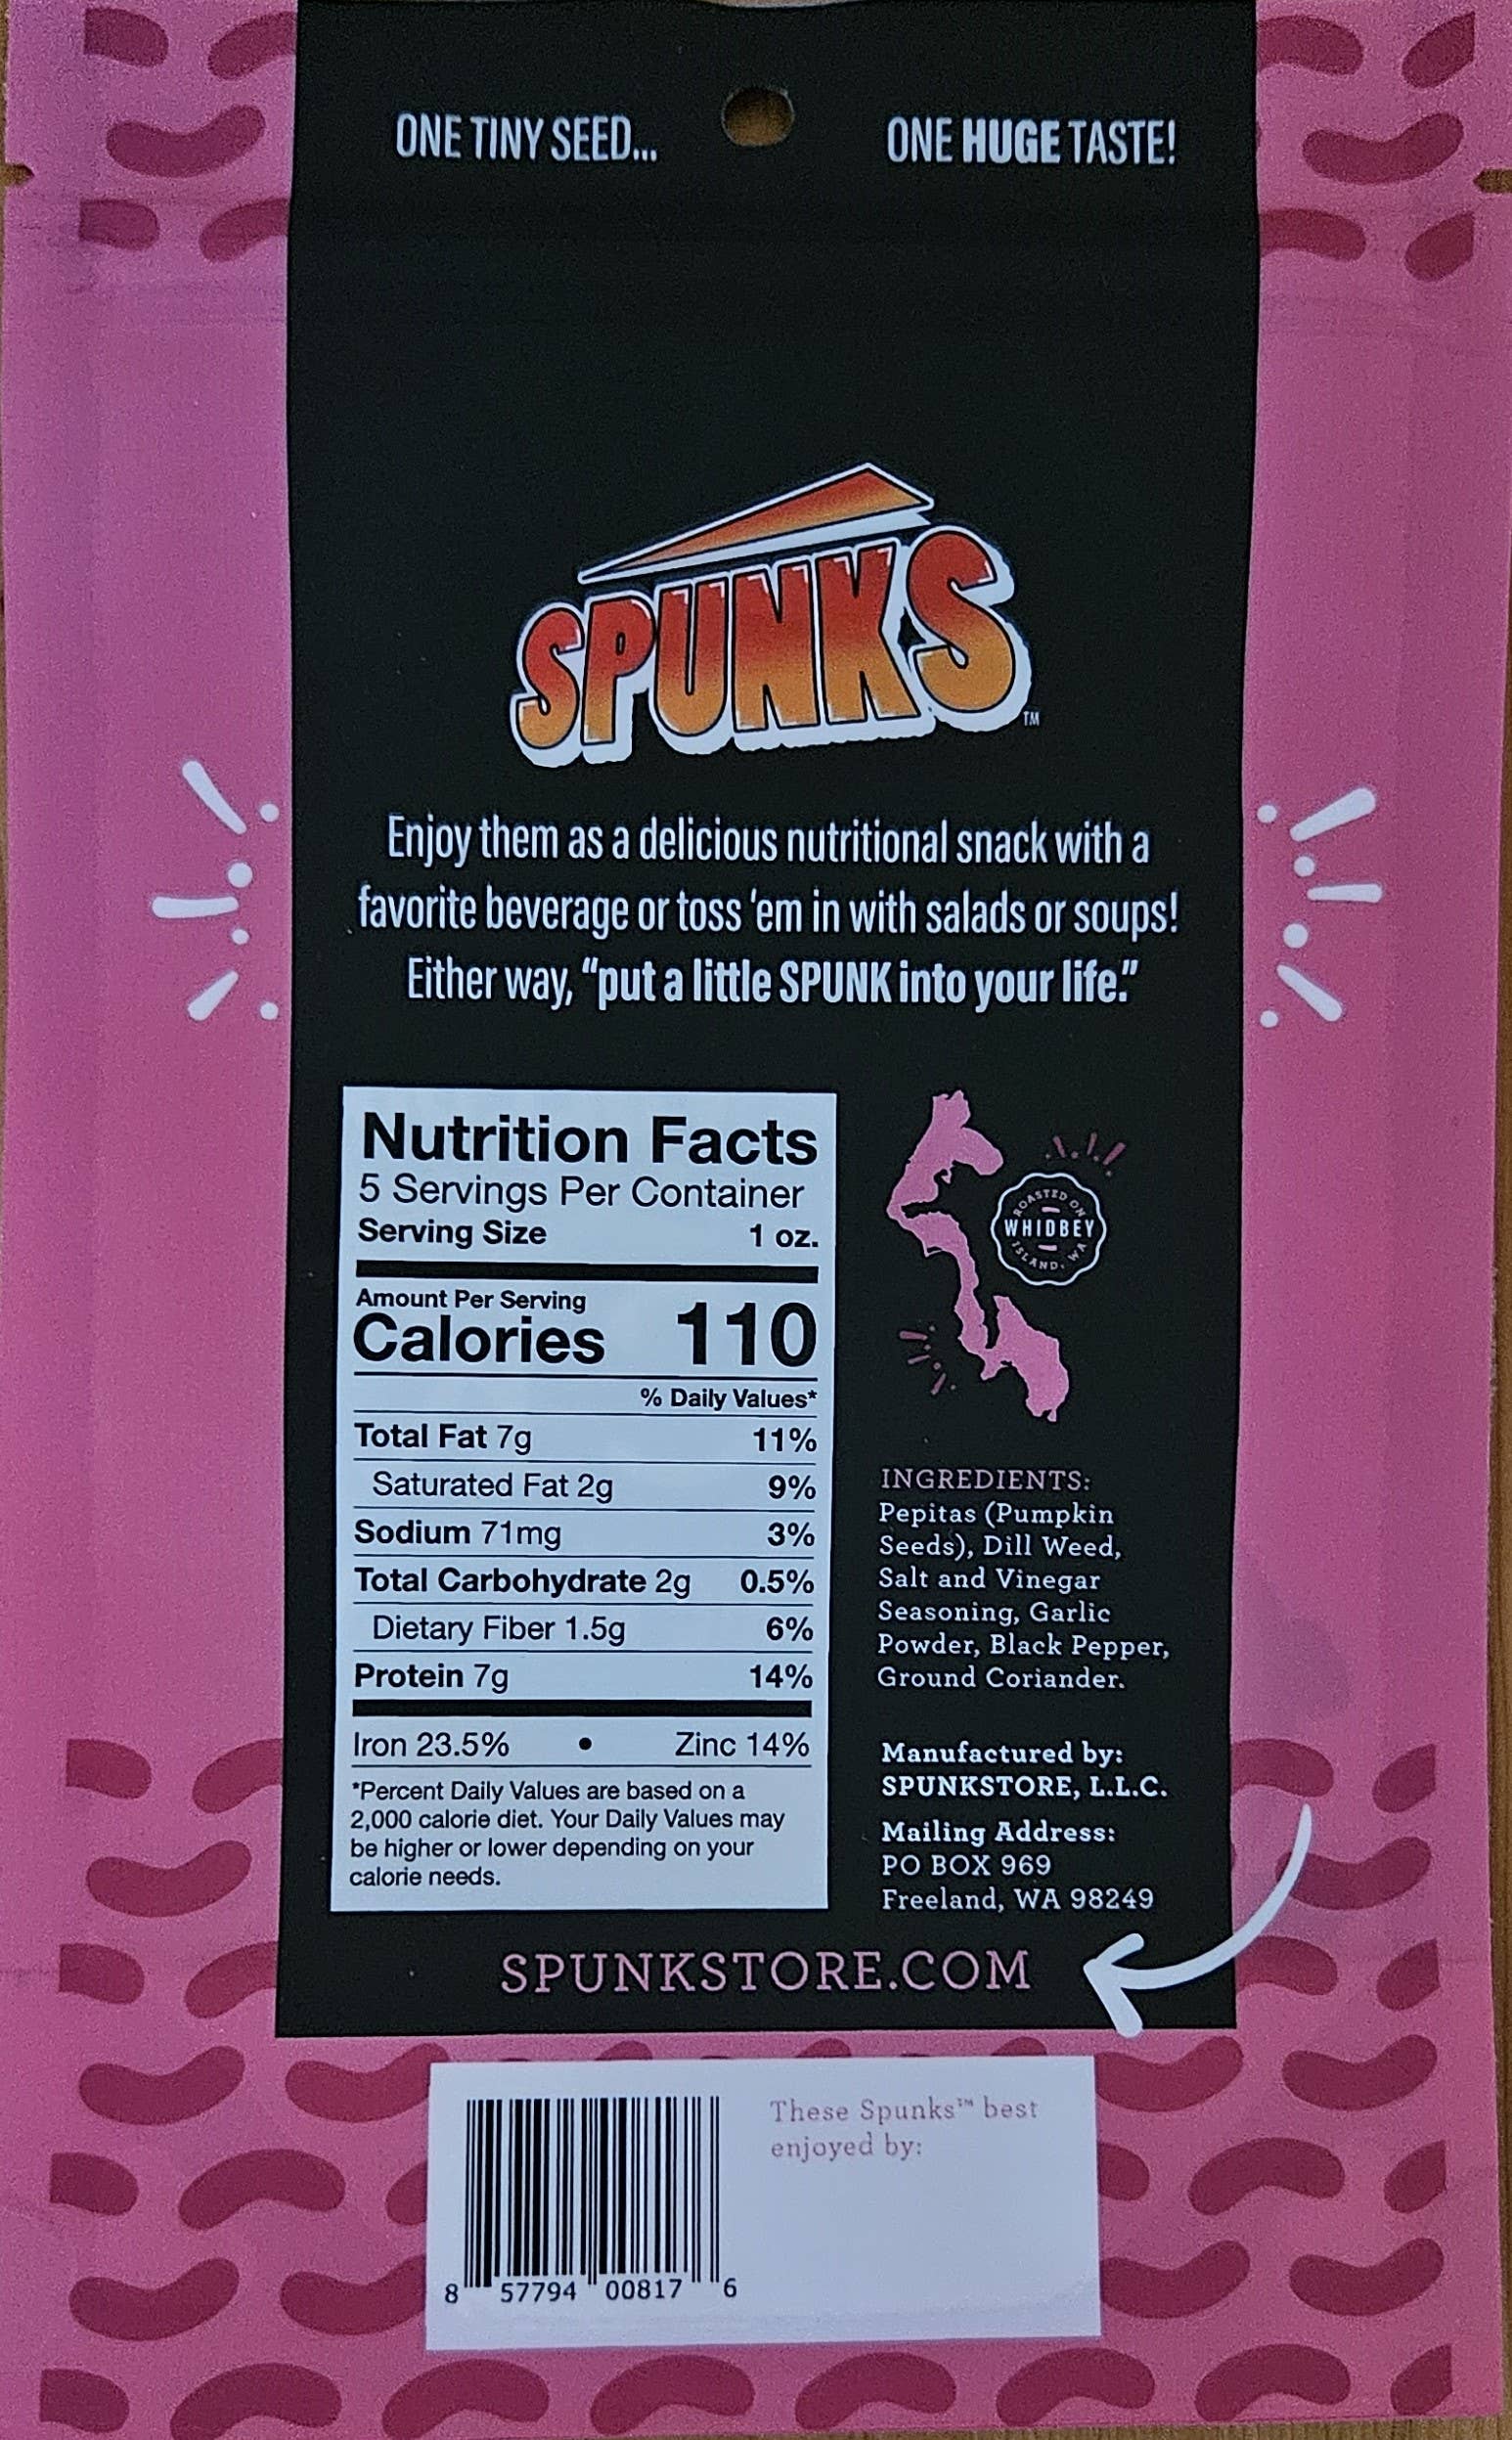 ONE TINY SEED...
ONE HUGE TASTE!
SPUNKS™
Enjoy them as a delicious nutritional snack with a
favorite beverage or toss 'em in with salads or soups!
Either way, “put a little SPUNK into your life.”
Nutrition Facts
5 Servings Per Container
Serving Size 1 oz.
Amount Per Serving
Calories 110
% Daily Values*
Total Fat 7g 11%
Saturated Fat 2g 9%
Sodium 71mg 3%
Total Carbohydrate 2g 0.5%
Dietary Fiber 1.5g 6%
Protein 7g 14%
Iron 23.5% • Zinc 14%
*Percent Daily Values are based on a
2,000 calorie diet. Your Daily Values may
be higher or lower depending on your
calorie needs.
ROASTED ON
WHIDBEY
ISLAND, WA
INGREDIENTS:
Pepitas (Pumpkin
Seeds), Dill Weed,
Salt and Vinegar
Seasoning, Garlic
Powder, Black Pepper,
Ground Coriander.
Manufactured by:
SPUNKSTORE, L.L.C.
Mailing Address:
PO BOX 969
Freeland, WA 98249
SPUNKSTORE.COM
These Spunks™ best
enjoyed by:
8 57794 00817 6